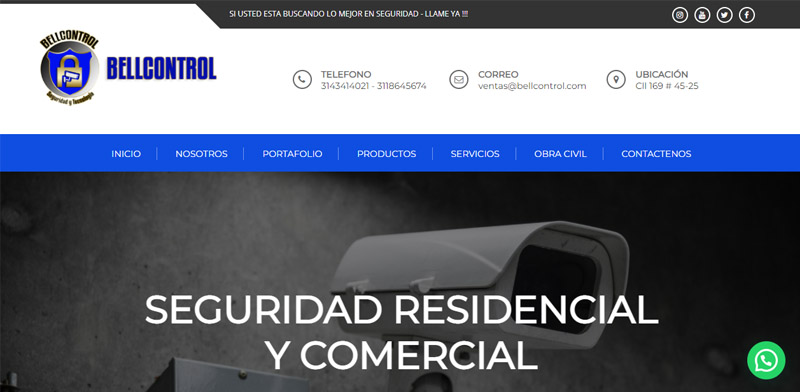 SI USTED ESTA BUSCANDO LO MEJOR EN SEGURIDAD - LLAME YA !!!
BELLCONTROL
Seguridad y Tecnología
BELLCONTROL
TELEFONO
3143414021 - 3118645674
CORREO
ventas@bellcontrol.com
UBICACIÓN
Cll 169 # 45-25
INICIO
NOSOTROS
PORTAFOLIO
PRODUCTOS
SERVICIOS
OBRA CIVIL
CONTACTENOS
SEGURIDAD RESIDENCIAL
Y COMERCIAL